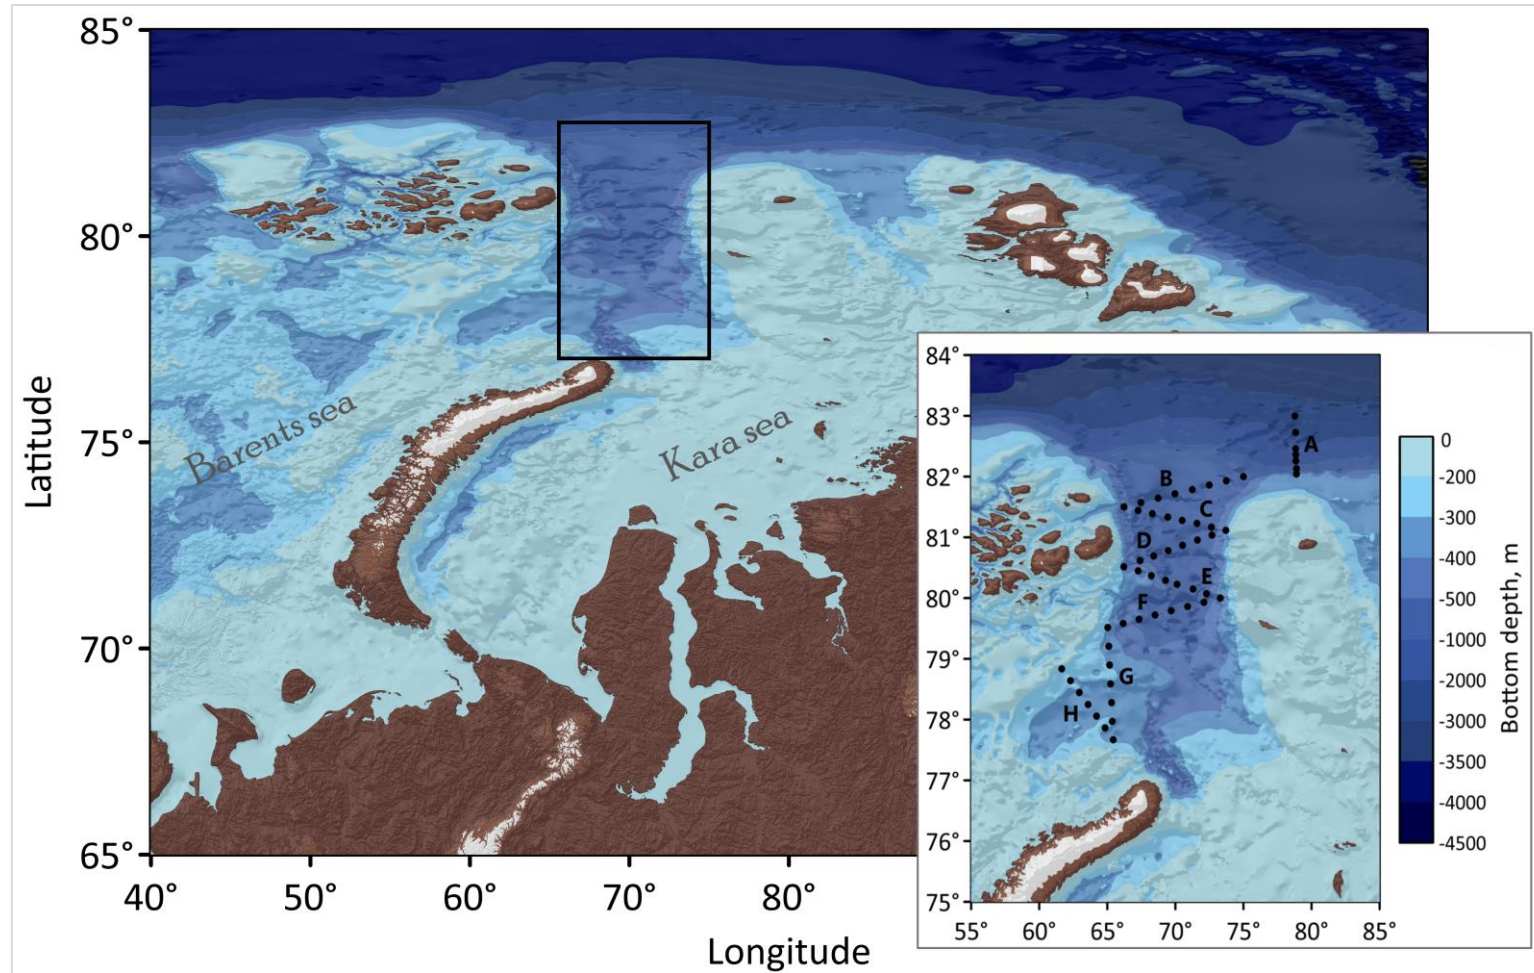 85°
80°
75°
70°
65°
Latitude
40°
50°
60°
70°
80°
Longitude
Barents sea
Kara sea
84°
83°
82°
81°
80°
79°
78°
77°
76°
75°
55°
60°
65°
70°
75°
80°
85°
A
B
C
D
E
F
G
H
0
-200
-300
-400
-500
-1000
-2000
-3000
-3500
-4000
-4500
Bottom depth, m